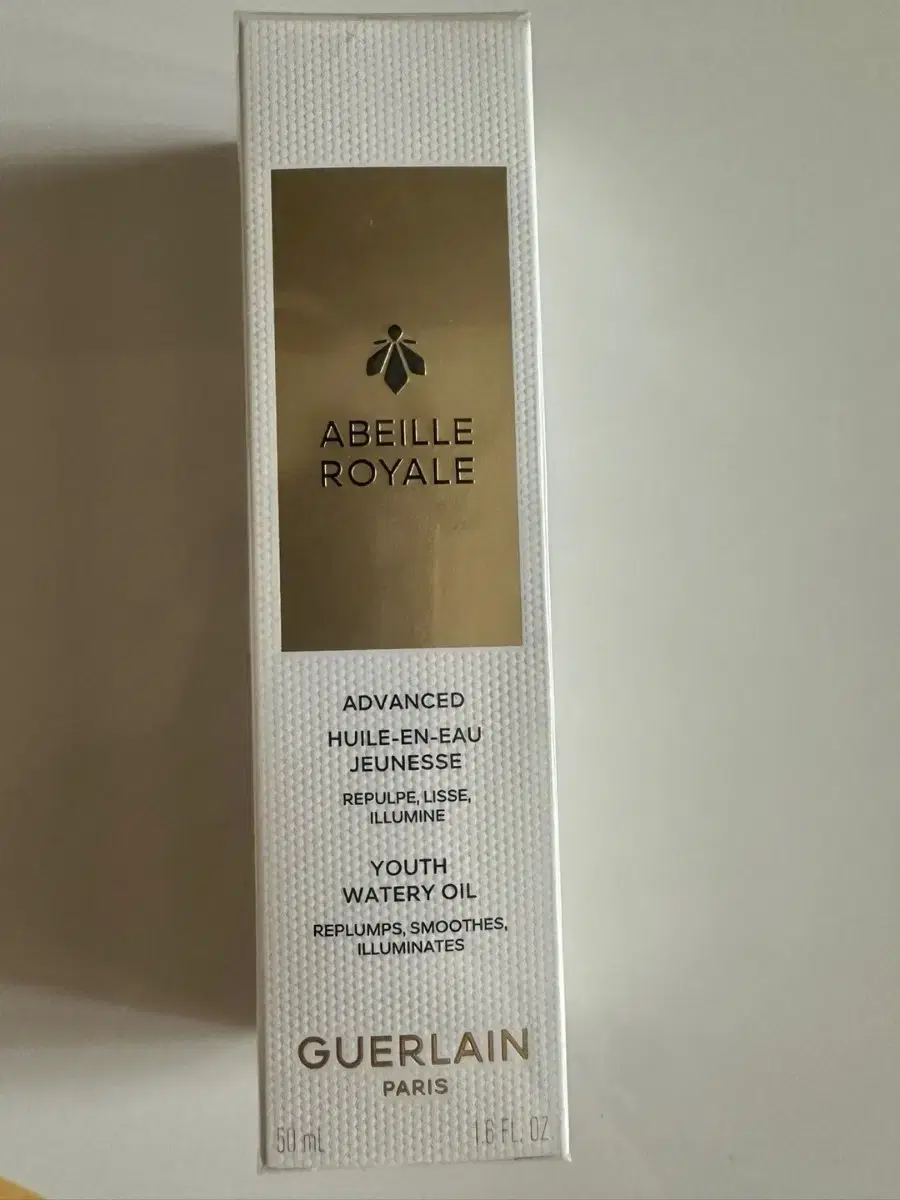 ABEILLE
ROYALE
ADVANCED
HUILE-EN-EAU
JEUNESSE
REPULPE, LISSE,
ILLUMINE
YOUTH
WATERY OIL
REPLUMPS, SMOOTHES,
ILLUMINATES
GUERLAIN
PARIS
50 mL 1.6 FL. OZ.